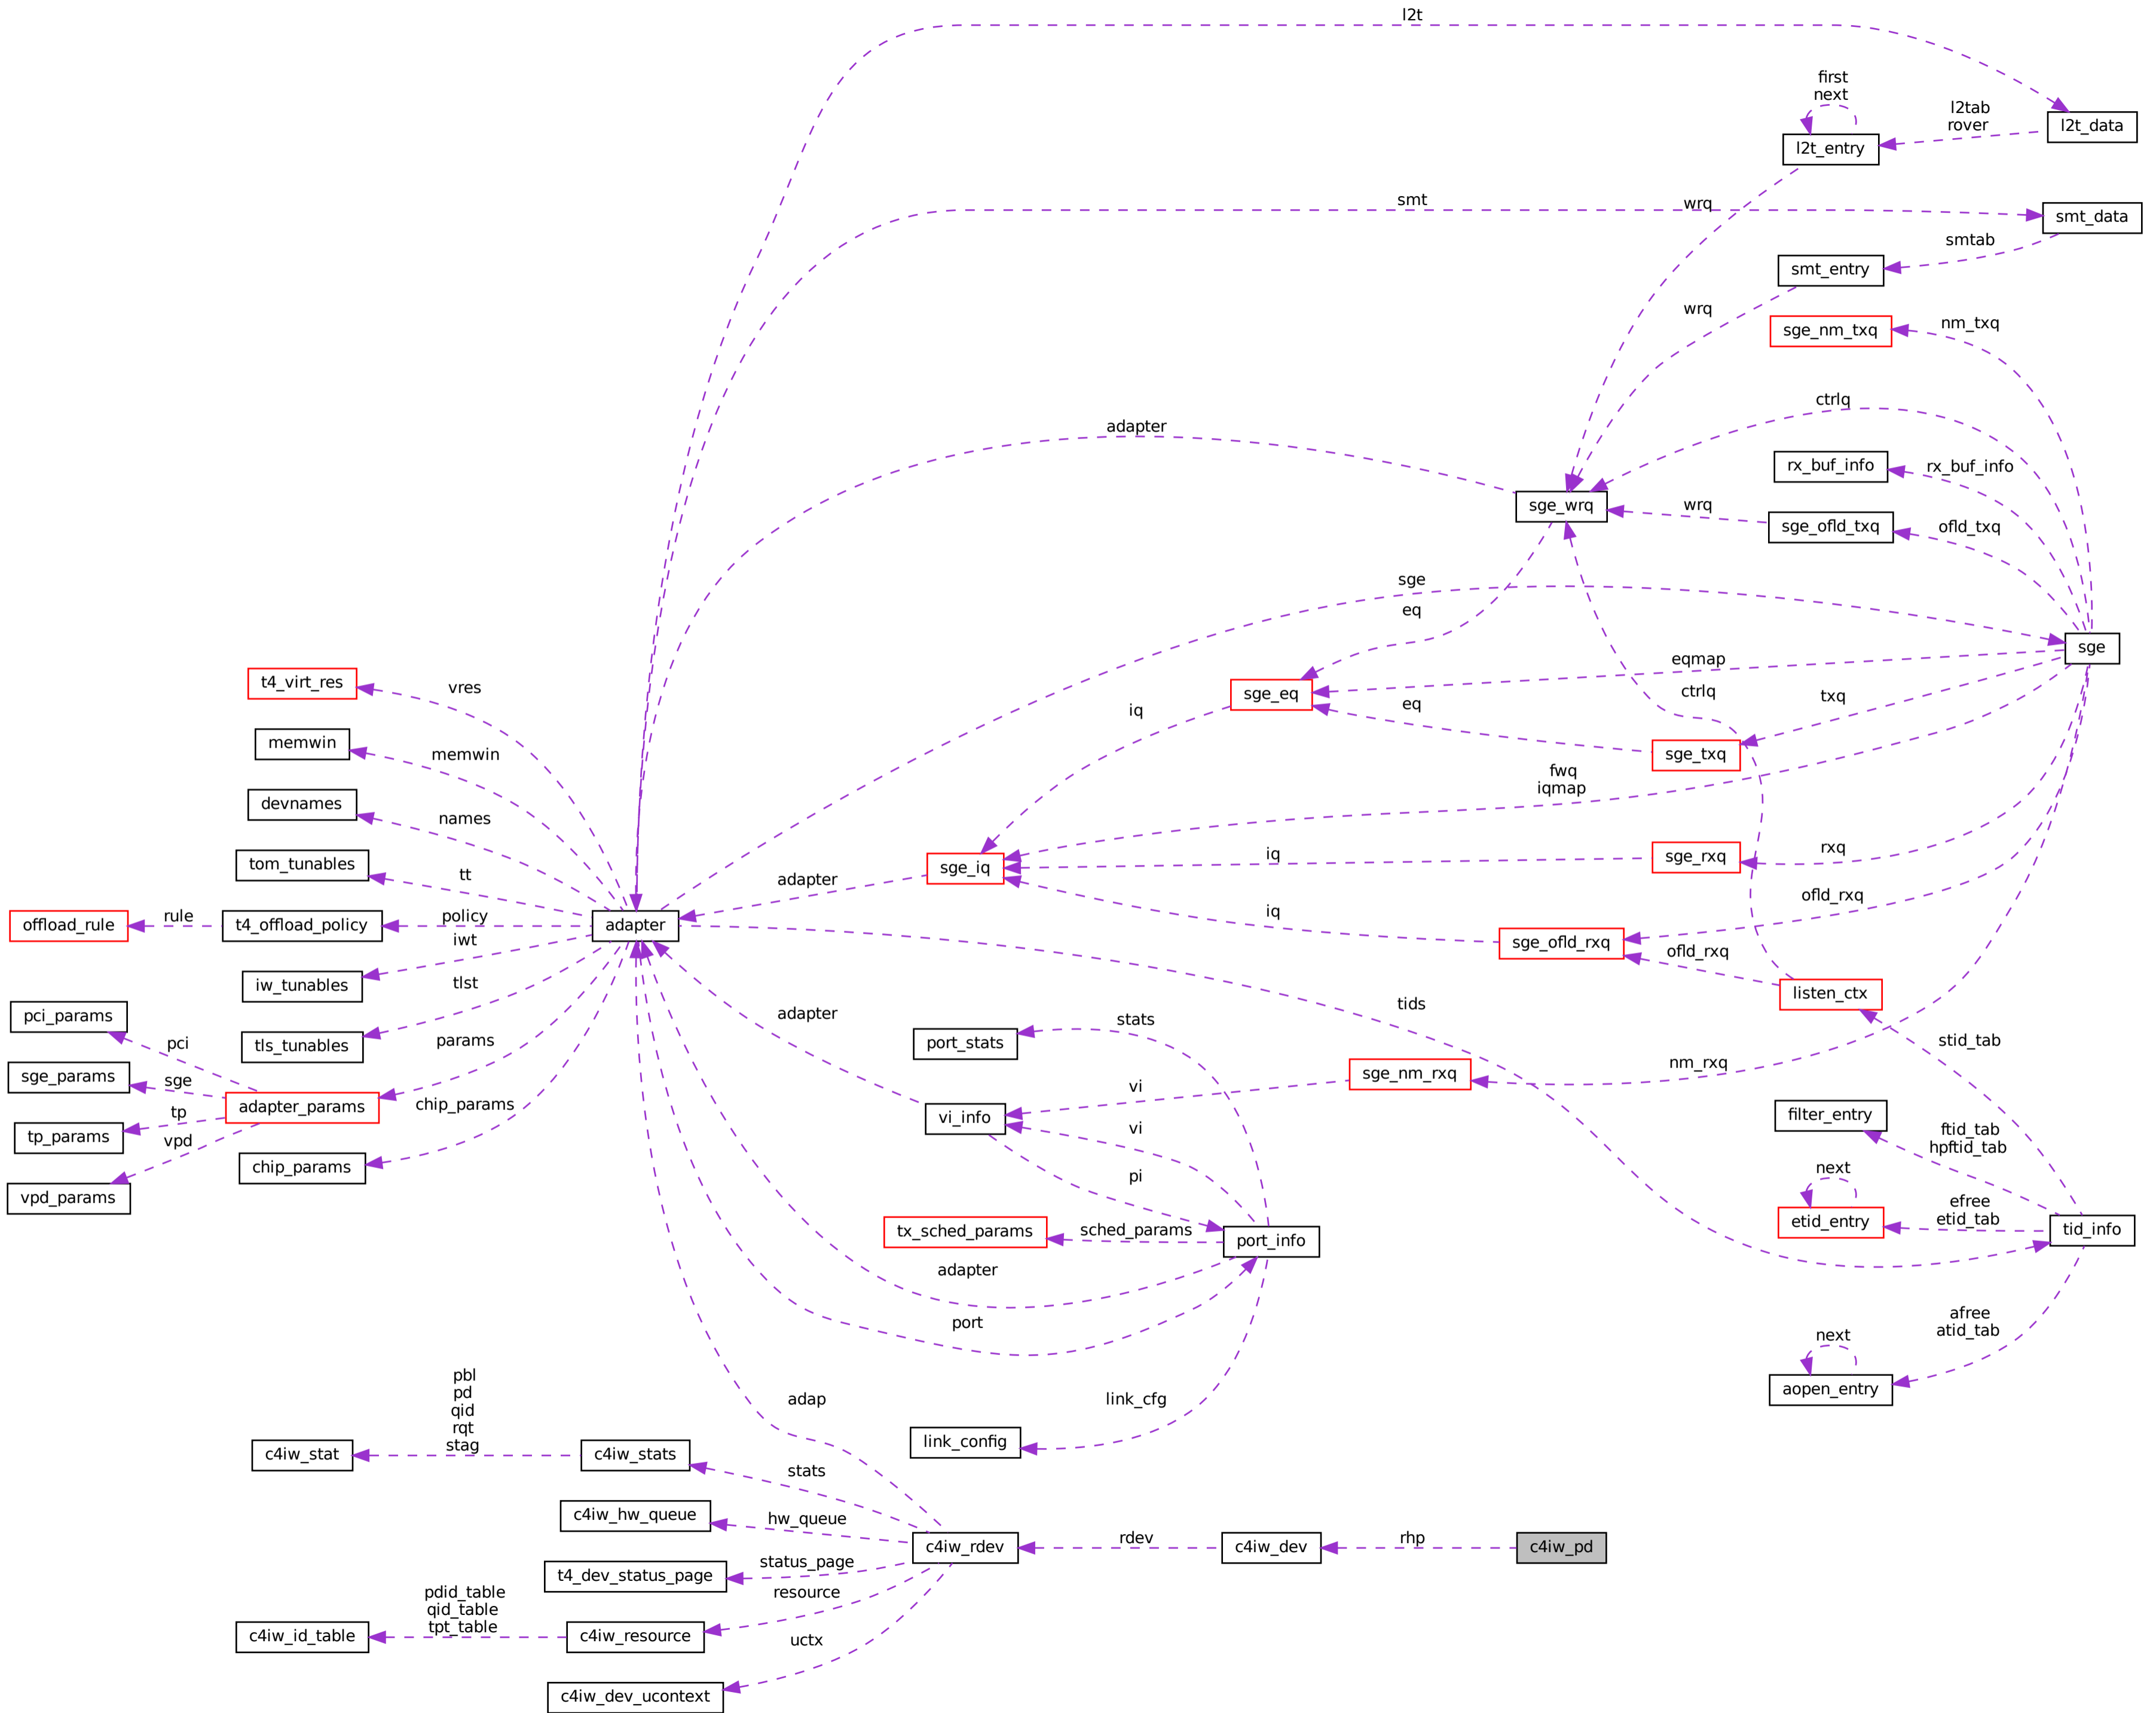 l2t
first
next
l2tab
rover
l2t_data
l2t_entry
smt
wrq
smt_data
smtab
smt_entry
wrq
sge_nm_txq
nm_txq
ctrlq
adapter
rx_buf_info
rx_buf_info
sge_wrq
wrq
sge_ofld_txq
ofld_txq
sge
eq
sge
t4_virt_res
vres
sge_eq
eqmap
iq
eq
ctrlq
txq
memwin
memwin
sge_txq
fwq
iqmap
devnames
names
tom_tunables
tt
adapter
sge_iq
iq
sge_rxq
rxq
offload_rule
rule
t4_offload_policy
policy
adapter
iq
ofld_rxq
iwt
sge_ofld_rxq
ofld_rxq
iw_tunables
tlst
listen_ctx
tids
pci_params
pci
tls_tunables
params
adapter
port_stats
stats
stid_tab
sge_params
sge
adapter_params
chip_params
vi
sge_nm_rxq
nm_rxq
tp_params
tp
vpd
vi_info
vi
filter_entry
ftid_tab
hpftid_tab
chip_params
pi
next
vpd_params
tx_sched_params
sched_params
port_info
etid_entry
efree
etid_tab
tid_info
adapter
port
next
afree
atid_tab
aopen_entry
pbl
pd
qid
rqt
stag
adap
link_cfg
c4iw_stat
c4iw_stats
link_config
stats
c4iw_hw_queue
hw_queue
c4iw_rdev
rdev
c4iw_dev
rhp
c4iw_pd
t4_dev_status_page
status_page
pdid_table
qid_table
tpt_table
resource
c4iw_id_table
c4iw_resource
uctx
c4iw_dev_ucontext